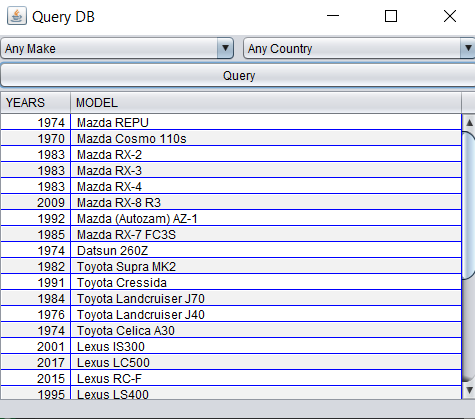 Query DB
Any Make Any Country
Query
YEARS MODEL
1974 Mazda REPU
1970 Mazda Cosmo 110s
1983 Mazda RX-2
1983 Mazda RX-3
1983 Mazda RX-4
2009 Mazda RX-8 R3
1992 Mazda (Autozam) AZ-1
1985 Mazda RX-7 FC3S
1974 Datsun 260Z
1982 Toyota Supra MK2
1991 Toyota Cressida
1984 Toyota Landcruiser J70
1976 Toyota Landcruiser J40
1974 Toyota Celica A30
2001 Lexus IS300
2017 Lexus LC500
2015 Lexus RC-F
1995 Lexus LS400